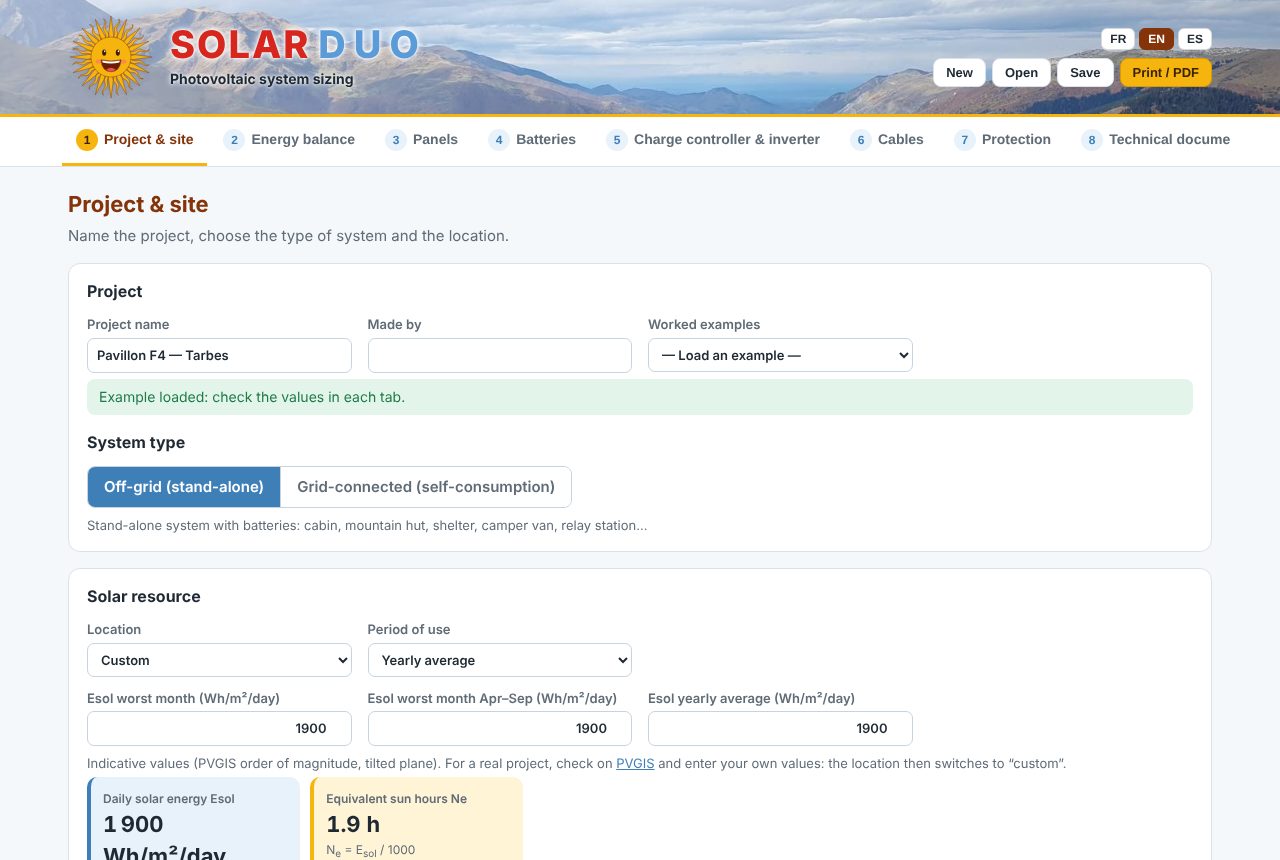 SOLAR DUO
Photovoltaic system sizing
FR EN ES
New Open Save Print / PDF
1 Project & site 2 Energy balance 3 Panels 4 Batteries 5 Charge controller & inverter 6 Cables 7 Protection 8 Technical docume
Project & site
Name the project, choose the type of system and the location.
Project
Project name Made by Worked examples
Pavillon F4 — Tarbes — Load an example —
Example loaded: check the values in each tab.
System type
Off-grid (stand-alone) Grid-connected (self-consumption)
Stand-alone system with batteries: cabin, mountain hut, shelter, camper van, relay station...
Solar resource
Location Period of use
Custom Yearly average
Esol worst month (Wh/m²/day) Esol worst month Apr–Sep (Wh/m²/day) Esol yearly average (Wh/m²/day)
1900 1900 1900
Indicative values (PVGIS order of magnitude, tilted plane). For a real project, check on PVGIS and enter your own values: the location then switches to “custom”.
Daily solar energy Esol Equivalent sun hours Ne
1 900 1.9 h
Wh/m²/day Ne = Esol / 1000